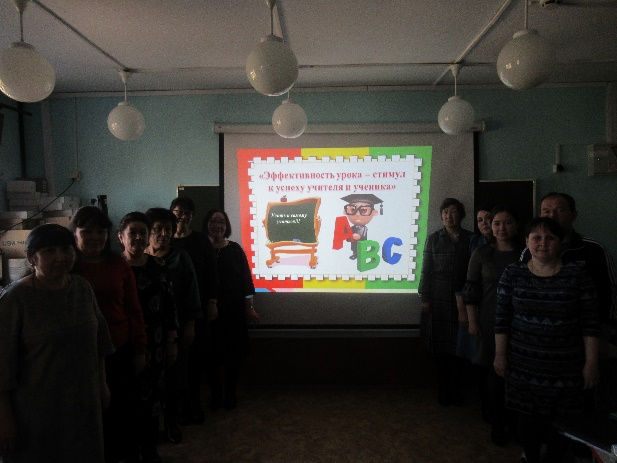 «Эффективность урока – стимул
к успеху учителя и ученика»
A
B
C